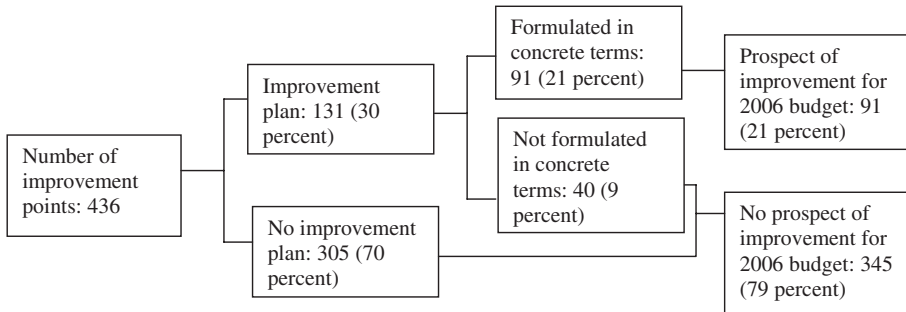 Number of
improvement
points: 436
Improvement
plan: 131 (30
percent)
No improvement
plan: 305 (70
percent)
Formulated in
concrete terms:
91 (21 percent)
Not formulated
in concrete
terms: 40 (9
percent)
Prospect of
improvement for
2006 budget: 91
(21 percent)
No prospect of
improvement for
2006 budget: 345
(79 percent)